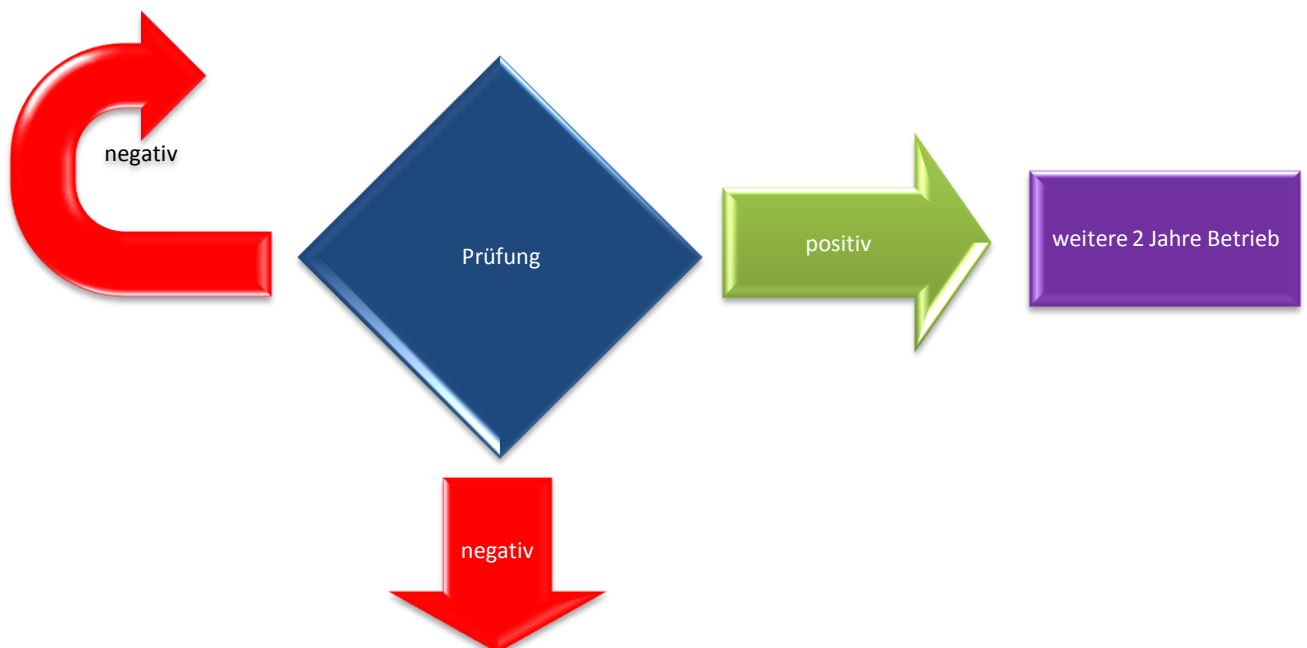 negativ
Prüfung
positiv
weitere 2 Jahre Betrieb
negativ